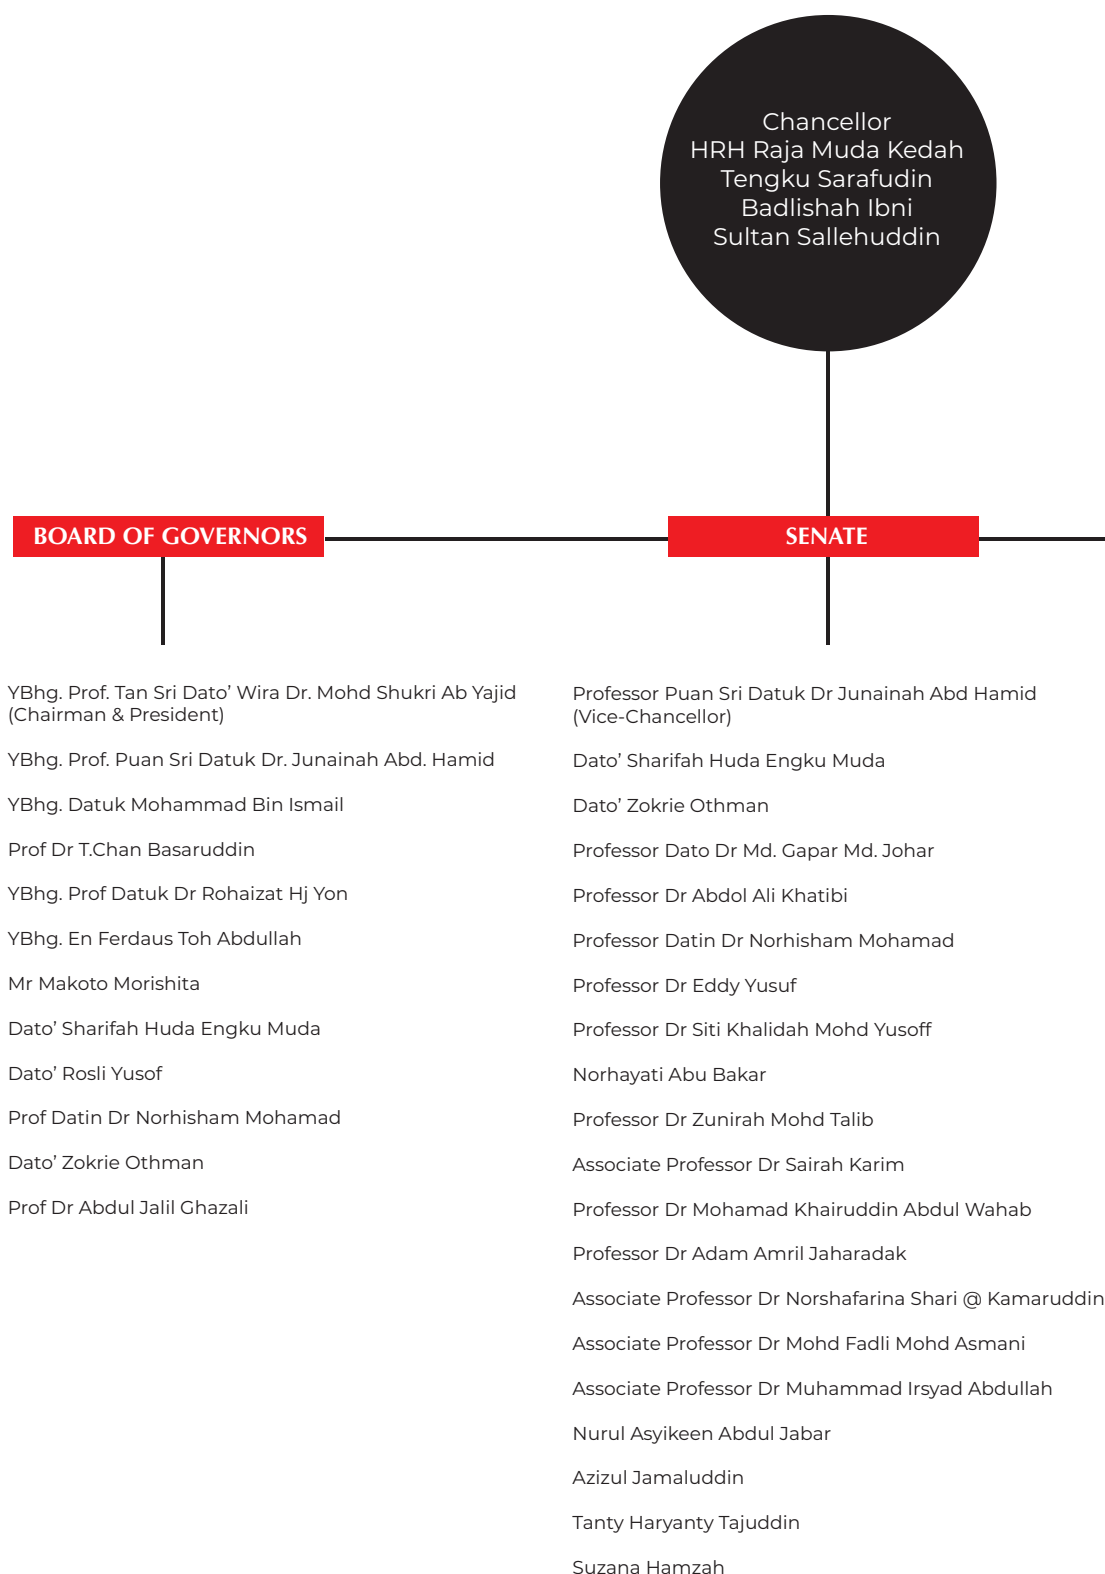 Chancellor
HRH Raja Muda Kedah
Tengku Sarafudin
Badlishah Ibni
Sultan Sallehuddin
BOARD OF GOVERNORS
SENATE
YBhg. Prof. Tan Sri Dato’ Wira Dr. Mohd Shukri Ab Yajid
(Chairman & President)
YBhg. Prof. Puan Sri Datuk Dr. Junainah Abd. Hamid
YBhg. Datuk Mohammad Bin Ismail
Prof Dr T.Chan Basaruddin
YBhg. Prof Datuk Dr Rohaizat Hj Yon
YBhg. En Ferdaus Toh Abdullah
Mr Makoto Morishita
Dato’ Sharifah Huda Engku Muda
Dato’ Rosli Yusof
Prof Datin Dr Norhisham Mohamad
Dato’ Zokrie Othman
Prof Dr Abdul Jalil Ghazali
Professor Puan Sri Datuk Dr Junainah Abd Hamid
(Vice-Chancellor)
Dato’ Sharifah Huda Engku Muda
Dato’ Zokrie Othman
Professor Dato Dr Md. Gapar Md. Johar
Professor Dr Abdol Ali Khatibi
Professor Datin Dr Norhisham Mohamad
Professor Dr Eddy Yusuf
Professor Dr Siti Khalidah Mohd Yusoff
Norhayati Abu Bakar
Professor Dr Zunirah Mohd Talib
Associate Professor Dr Sairah Karim
Professor Dr Mohamad Khairuddin Abdul Wahab
Professor Dr Adam Amril Jaharadak
Associate Professor Dr Norshafarina Shari @ Kamaruddin
Associate Professor Dr Mohd Fadli Mohd Asmani
Associate Professor Dr Muhammad Irsyad Abdullah
Nurul Asyikeen Abdul Jabar
Azizul Jamaluddin
Tanty Haryanty Tajuddin
Suzana Hamzah